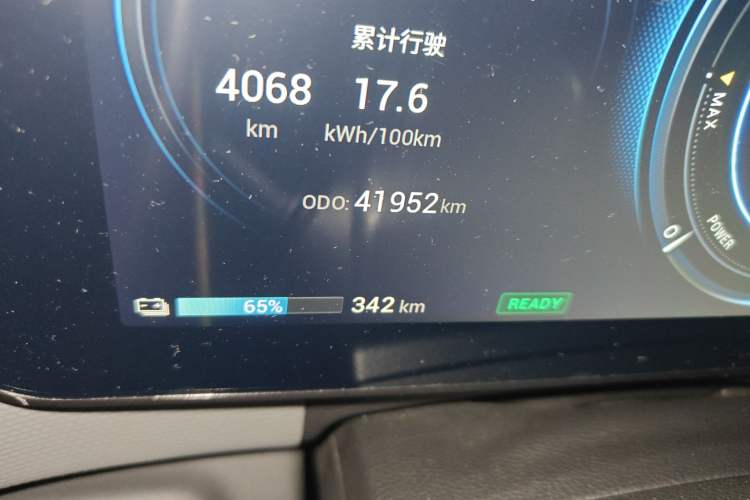 累计行驶
4068 17.6
km kWh/100km
ODO: 41952 km
65% 342 km READY
MAX
POWER
0